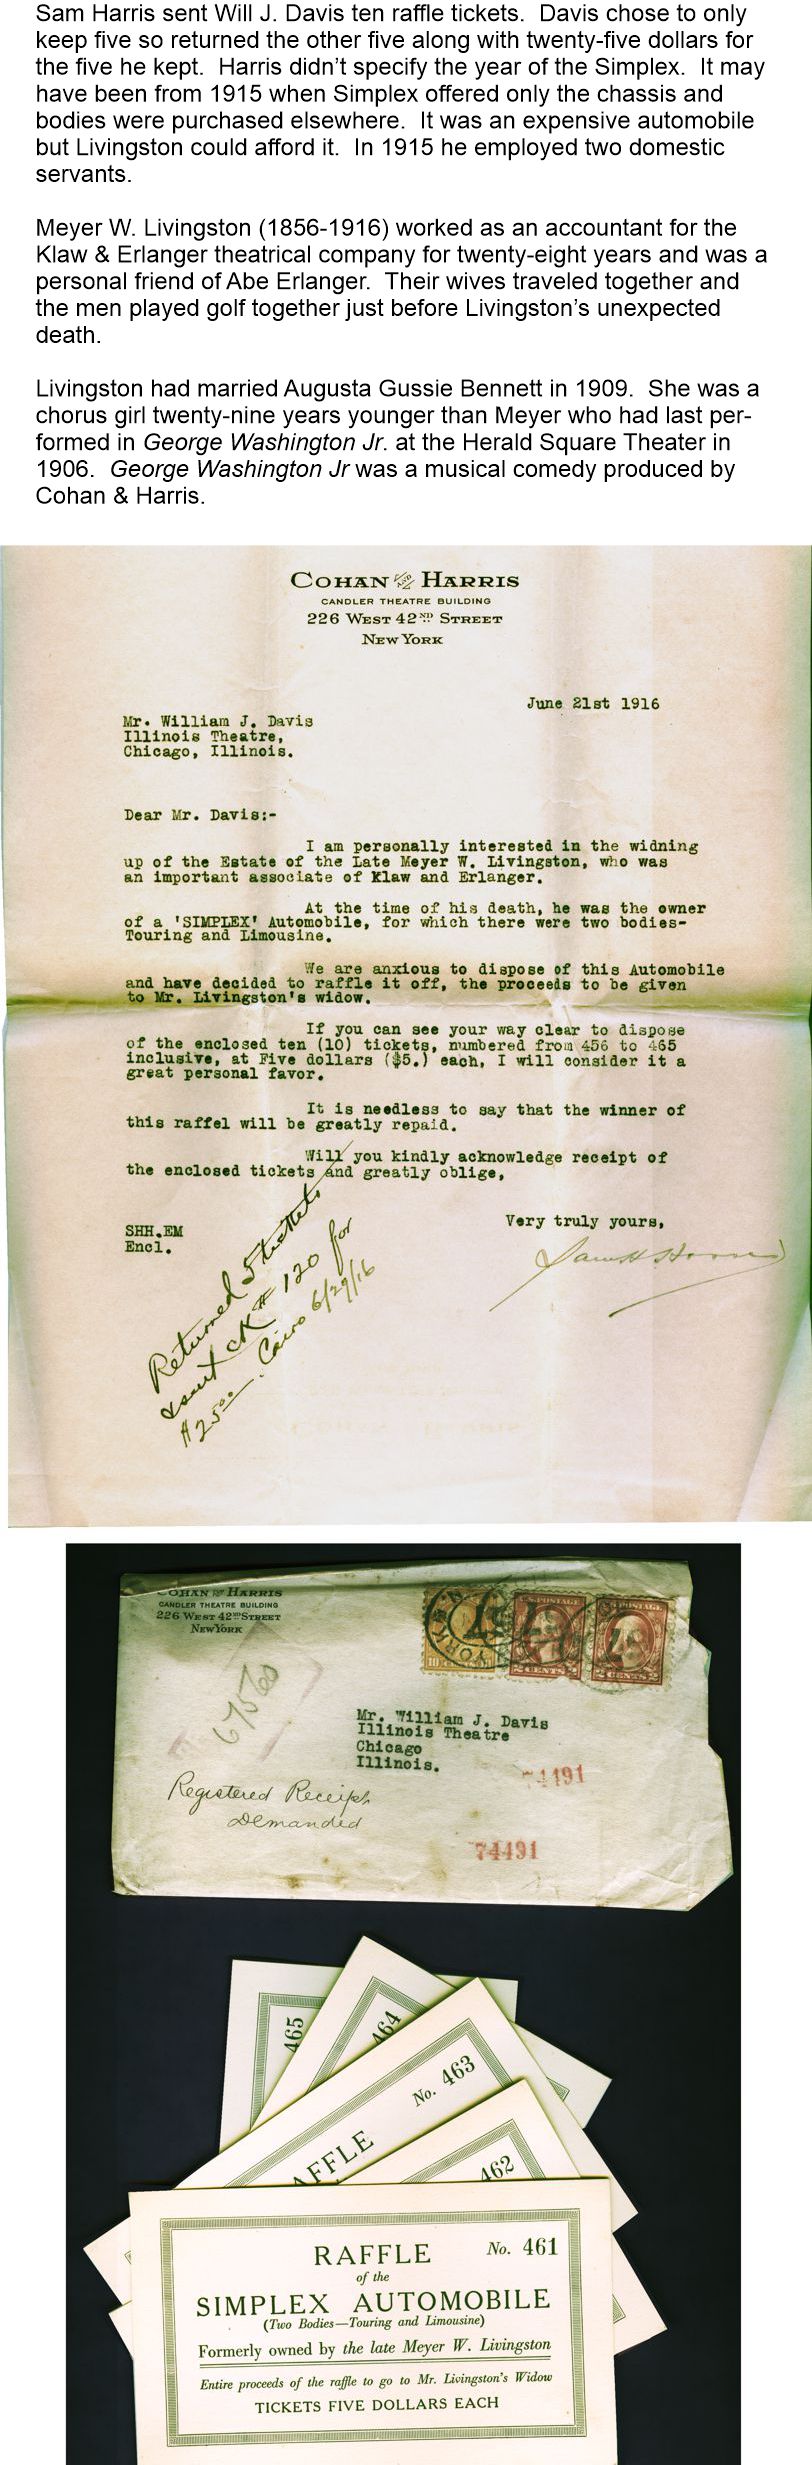 Sam Harris sent Will J. Davis ten raffle tickets.  Davis chose to only
keep five so returned the other five along with twenty-five dollars for
the five he kept.  Harris didn’t specify the year of the Simplex.  It may
have been from 1915 when Simplex offered only the chassis and
bodies were purchased elsewhere.  It was an expensive automobile
but Livingston could afford it.  In 1915 he employed two domestic
servants.

Meyer W. Livingston (1856-1916) worked as an accountant for the
Klaw & Erlanger theatrical company for twenty-eight years and was a
personal friend of Abe Erlanger.  Their wives traveled together and
the men played golf together just before Livingston’s unexpected
death.

Livingston had married Augusta Gussie Bennett in 1909.  She was a
chorus girl twenty-nine years younger than Meyer who had last per-
formed in George Washington Jr. at the Herald Square Theater in
1906.  George Washington Jr was a musical comedy produced by
Cohan & Harris.

COHAN AND HARRIS
CANDLER THEATRE BUILDING
226 WEST 42ND STREET
NEW YORK
June 21st 1916
Mr. William J. Davis
Illinois Theatre,
Chicago, Illinois.
Dear Mr. Davis:-
I am personally interested in the widning
up of the Estate of the Late Meyer W. Livingston, who was
an important associate of Klaw and Erlanger.
At the time of his death, he was the owner
of a 'SIMPLEX' Automobile, for which there were two bodies-
Touring and Limousine.
We are anxious to dispose of this Automobile
and have decided to raffle it off, the proceeds to be given
to Mr. Livingston's widow.
If you can see your way clear to dispose
of the enclosed ten (10) tickets, numbered from 456 to 465
inclusive, at Five dollars ($5.) each, I will consider it a
great personal favor.
It is needless to say that the winner of
this raffel will be greatly repaid.
Will you kindly acknowledge receipt of
the enclosed tickets and greatly oblige,
Very truly yours,
SHH.EM
Encl.
Sam H Harris
Returned 5 tickets
& sent ck # 120 for
$25.00. Cairo 6/29/16

COHAN AND HARRIS
CANDLER THEATRE BUILDING
226 WEST 42ND STREET
NEW YORK
10 CENTS
U.S. POSTAGE
2 CENTS 2
2 CENTS 2
67560
Mr. William J. Davis
Illinois Theatre
Chicago
Illinois.
74491
Registered Receipt
Demanded
74491

465
464
No. 463
AFFLE
462
RAFFLE
No. 461
of the
SIMPLEX AUTOMOBILE
(Two Bodies—Touring and Limousine)
Formerly owned by the late Meyer W. Livingston
Entire proceeds of the raffle to go to Mr. Livingston's Widow
TICKETS FIVE DOLLARS EACH